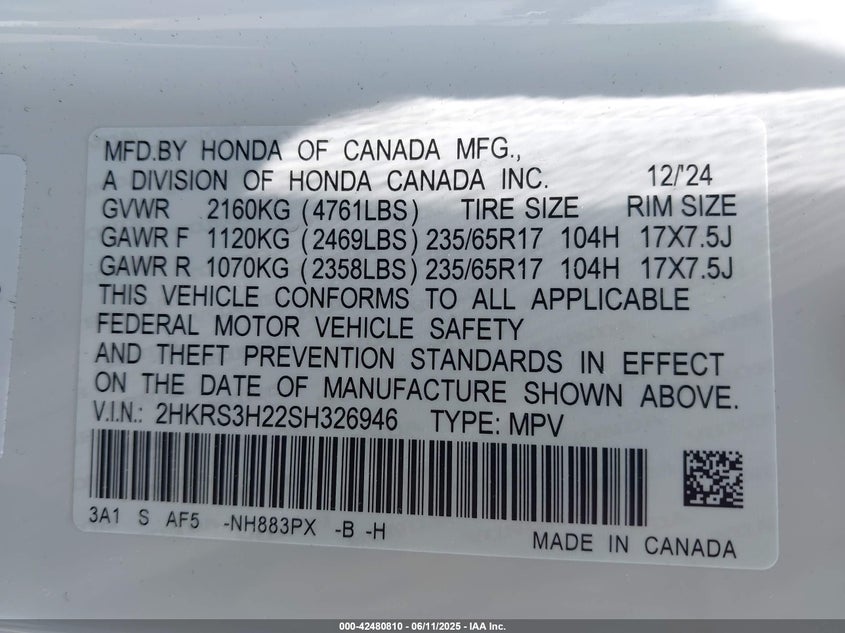 MFD.BY HONDA OF CANADA MFG.,
A DIVISION OF HONDA CANADA INC. 12/'24
GVWR 2160KG (4761LBS) TIRE SIZE RIM SIZE
GAWR F 1120KG (2469LBS) 235/65R17 104H 17X7.5J
GAWR R 1070KG (2358LBS) 235/65R17 104H 17X7.5J
THIS VEHICLE CONFORMS TO ALL APPLICABLE
FEDERAL MOTOR VEHICLE SAFETY
AND THEFT PREVENTION STANDARDS IN EFFECT
ON THE DATE OF MANUFACTURE SHOWN ABOVE.
V.I.N.: 2HKRS3H22SH326946 TYPE: MPV
3A1 S AF5 -NH883PX -B -H
MADE IN CANADA
000-42480810 - 06/11/2025 - IAA Inc.